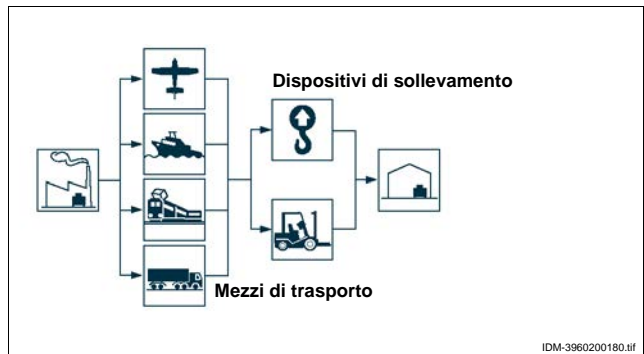 Dispositivi di sollevamento
Mezzi di trasporto
IDM-3960200180.tif